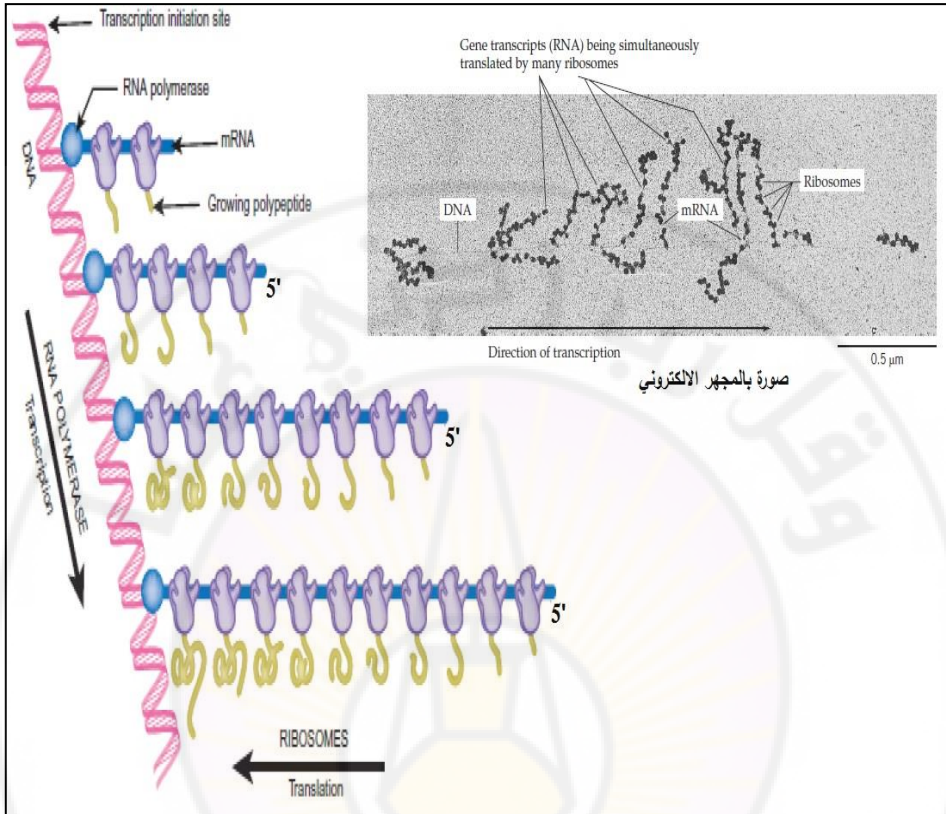 Transcription initiation site
RNA polymerase
DNA
mRNA
Growing polypeptide
5'
RNA POLYMERASE
Transcription
5'
5'
RIBOSOMES
Translation
Gene transcripts (RNA) being simultaneously
translated by many ribosomes
DNA
mRNA
Ribosomes
Direction of transcription
0.5 µm
صورة بالمجهر الالكتروني